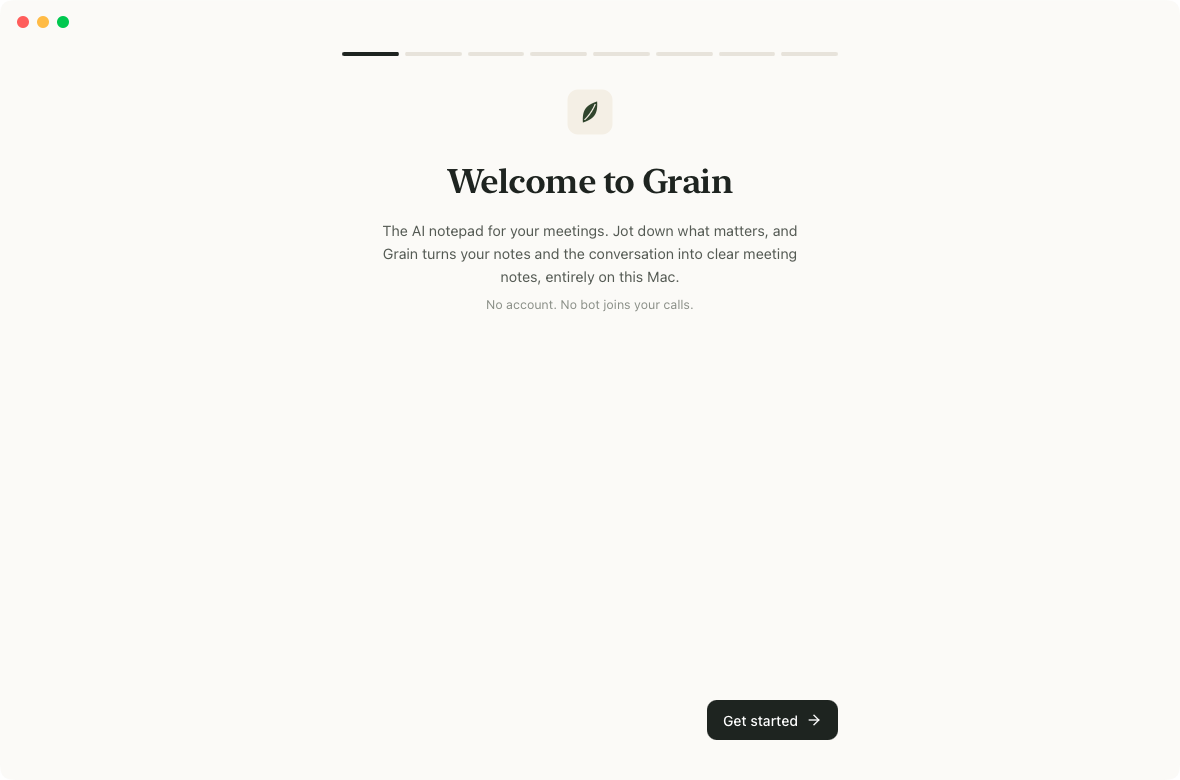 Welcome to Grain
The AI notepad for your meetings. Jot down what matters, and
Grain turns your notes and the conversation into clear meeting
notes, entirely on this Mac.
No account. No bot joins your calls.
Get started